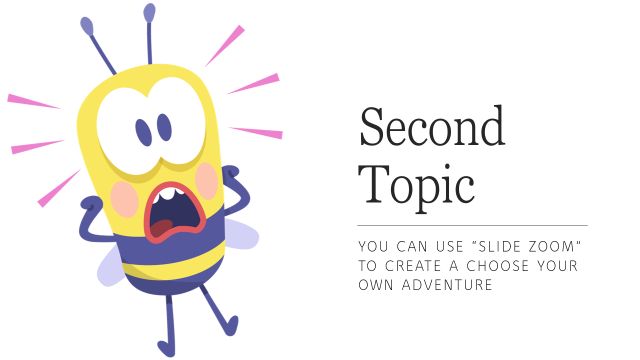 Second
Topic
YOU CAN USE “SLIDE ZOOM”
TO CREATE A CHOOSE YOUR
OWN ADVENTURE